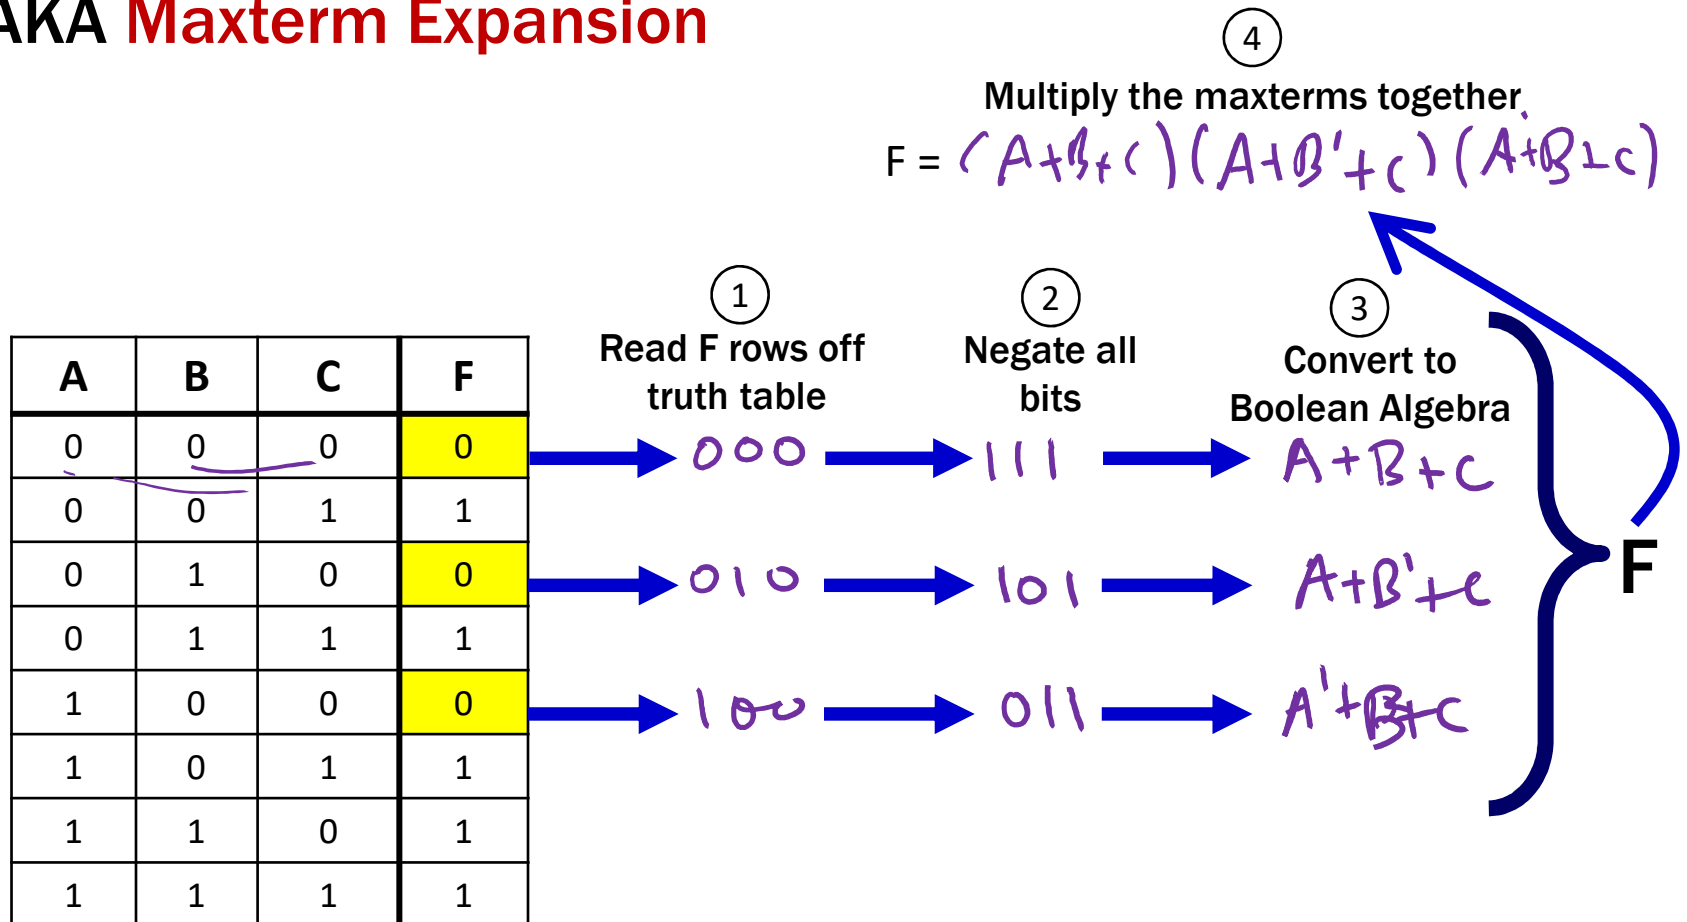 AKA Maxterm Expansion
4
Multiply the maxterms together
F = (A+B+C)(A+B'+C)(A'+B+C)
1
Read F rows off
truth table
2
Negate all
bits
3
Convert to
Boolean Algebra
A B C F
0 0 0 0 000 111 A+B+C
0 0 1 1
0 1 0 0 010 101 A+B'+C
F
0 1 1 1
1 0 0 0 100 011 A'+B+C
1 0 1 1
1 1 0 1
1 1 1 1